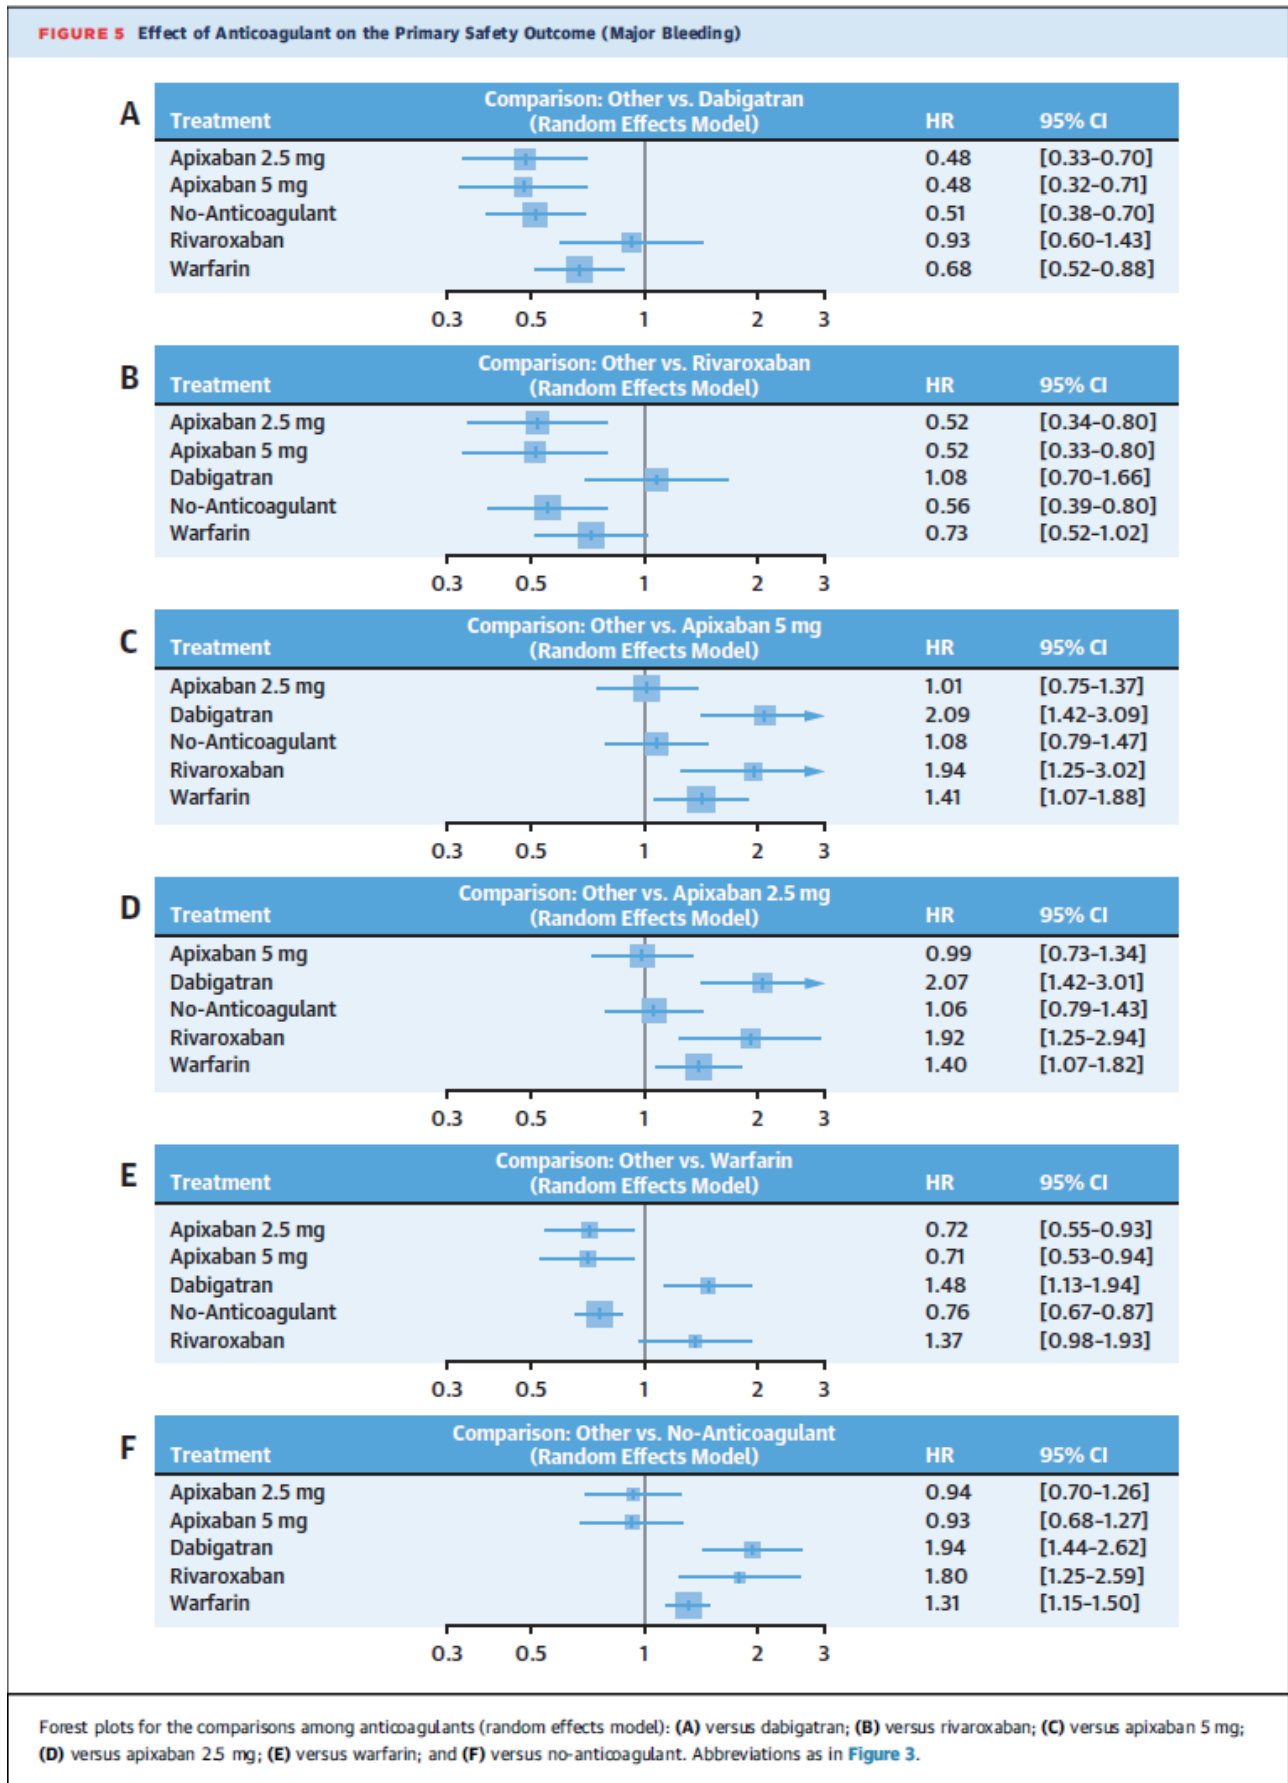 FIGURE 5 Effect of Anticoagulant on the Primary Safety Outcome (Major Bleeding)
A
Comparison: Other vs. Dabigatran
Treatment (Random Effects Model) HR 95% CI
Apixaban 2.5 mg 0.48 [0.33–0.70]
Apixaban 5 mg 0.48 [0.32–0.71]
No-Anticoagulant 0.51 [0.38–0.70]
Rivaroxaban 0.93 [0.60–1.43]
Warfarin 0.68 [0.52–0.88]
0.3 0.5 1 2 3
B
Comparison: Other vs. Rivaroxaban
Treatment (Random Effects Model) HR 95% CI
Apixaban 2.5 mg 0.52 [0.34–0.80]
Apixaban 5 mg 0.52 [0.33–0.80]
Dabigatran 1.08 [0.70–1.66]
No-Anticoagulant 0.56 [0.39–0.80]
Warfarin 0.73 [0.52–1.02]
0.3 0.5 1 2 3
C
Comparison: Other vs. Apixaban 5 mg
Treatment (Random Effects Model) HR 95% CI
Apixaban 2.5 mg 1.01 [0.75–1.37]
Dabigatran 2.09 [1.42–3.09]
No-Anticoagulant 1.08 [0.79–1.47]
Rivaroxaban 1.94 [1.25–3.02]
Warfarin 1.41 [1.07–1.88]
0.3 0.5 1 2 3
D
Comparison: Other vs. Apixaban 2.5 mg
Treatment (Random Effects Model) HR 95% CI
Apixaban 5 mg 0.99 [0.73–1.34]
Dabigatran 2.07 [1.42–3.01]
No-Anticoagulant 1.06 [0.79–1.43]
Rivaroxaban 1.92 [1.25–2.94]
Warfarin 1.40 [1.07–1.82]
0.3 0.5 1 2 3
E
Comparison: Other vs. Warfarin
Treatment (Random Effects Model) HR 95% CI
Apixaban 2.5 mg 0.72 [0.55–0.93]
Apixaban 5 mg 0.71 [0.53–0.94]
Dabigatran 1.48 [1.13–1.94]
No-Anticoagulant 0.76 [0.67–0.87]
Rivaroxaban 1.37 [0.98–1.93]
0.3 0.5 1 2 3
F
Comparison: Other vs. No-Anticoagulant
Treatment (Random Effects Model) HR 95% CI
Apixaban 2.5 mg 0.94 [0.70–1.26]
Apixaban 5 mg 0.93 [0.68–1.27]
Dabigatran 1.94 [1.44–2.62]
Rivaroxaban 1.80 [1.25–2.59]
Warfarin 1.31 [1.15–1.50]
0.3 0.5 1 2 3
Forest plots for the comparisons among anticoagulants (random effects model): (A) versus dabigatran; (B) versus rivaroxaban; (C) versus apixaban 5 mg;
(D) versus apixaban 2.5 mg; (E) versus warfarin; and (F) versus no-anticoagulant. Abbreviations as in Figure 3.